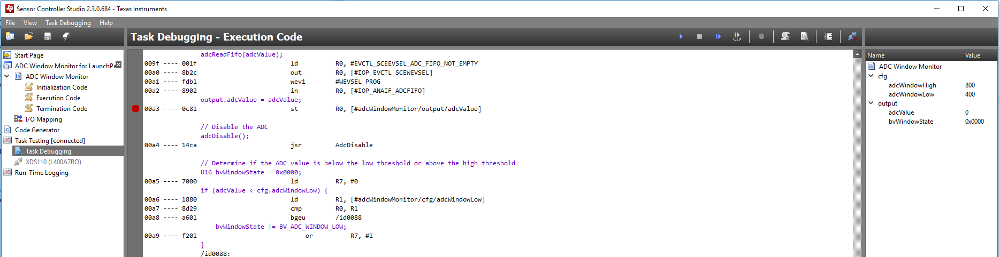 Sensor Controller Studio 2.3.0.684 - Texas Instruments
File View Task Debugging Help
Task Debugging - Execution Code
WEV
Start Page
ADC Window Monitor for LaunchPa
ADC Window Monitor
Initialization Code
Execution Code
Termination Code
I/O Mapping
Code Generator
Task Testing [connected]
Task Debugging
XDS110 (L400A7RO)
Run-Time Logging
adcReadFifo(adcValue);
009f ---- 001f ld R0, #EVCTL_SCEEVSEL_ADC_FIFO_NOT_EMPTY
00a0 ---- 8b2c out R0, [#IOP_EVCTL_SCEWEVSEL]
00a1 ---- fdb1 wev1 #WEVSEL_PROG
00a2 ---- 8902 in R0, [#IOP_ANAIF_ADCFIFO]
output.adcValue = adcValue;
00a3 ---- 0c81 st R0, [#adcWindowMonitor/output/adcValue]
// Disable the ADC
adcDisable();
00a4 ---- 14ca jsr AdcDisable
// Determine if the ADC value is below the low threshold or above the high threshold
U16 bvWindowState = 0x0000;
00a5 ---- 7000 ld R7, #0
if (adcValue < cfg.adcWindowLow) {
00a6 ---- 1880 ld R1, [#adcWindowMonitor/cfg/adcWindowLow]
00a7 ---- 8d29 cmp R0, R1
00a8 ---- a601 bgeu /id0088
bvWindowState |= BV_ADC_WINDOW_LOW;
00a9 ---- f201 or R7, #1
}
/id0088:
Name Value
ADC Window Monitor
cfg
adcWindowHigh 800
adcWindowLow 400
output
adcValue 0
bvWindowState 0x0000